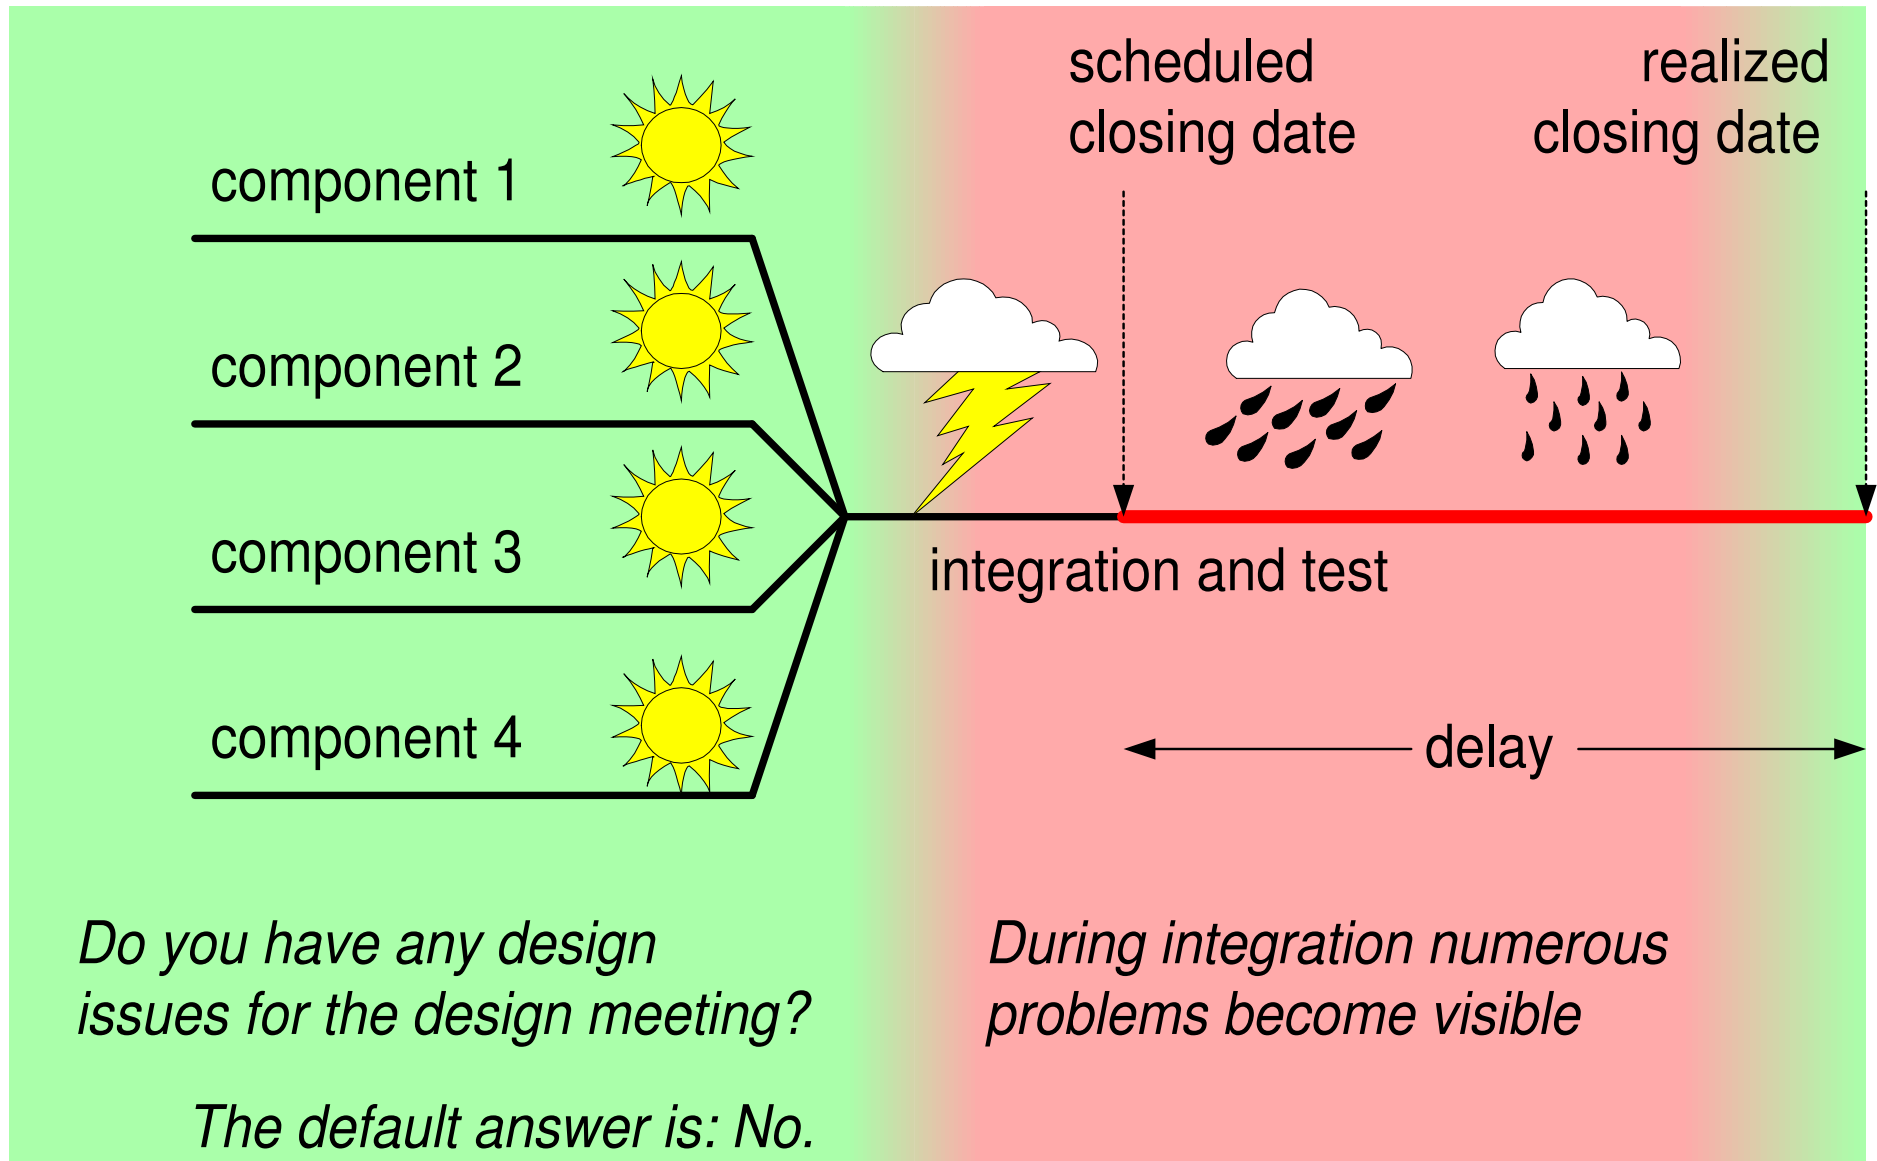 scheduled
closing date
realized
closing date
component 1
component 2
component 3
component 4
integration and test
delay
Do you have any design
issues for the design meeting?
The default answer is: No.
During integration numerous
problems become visible